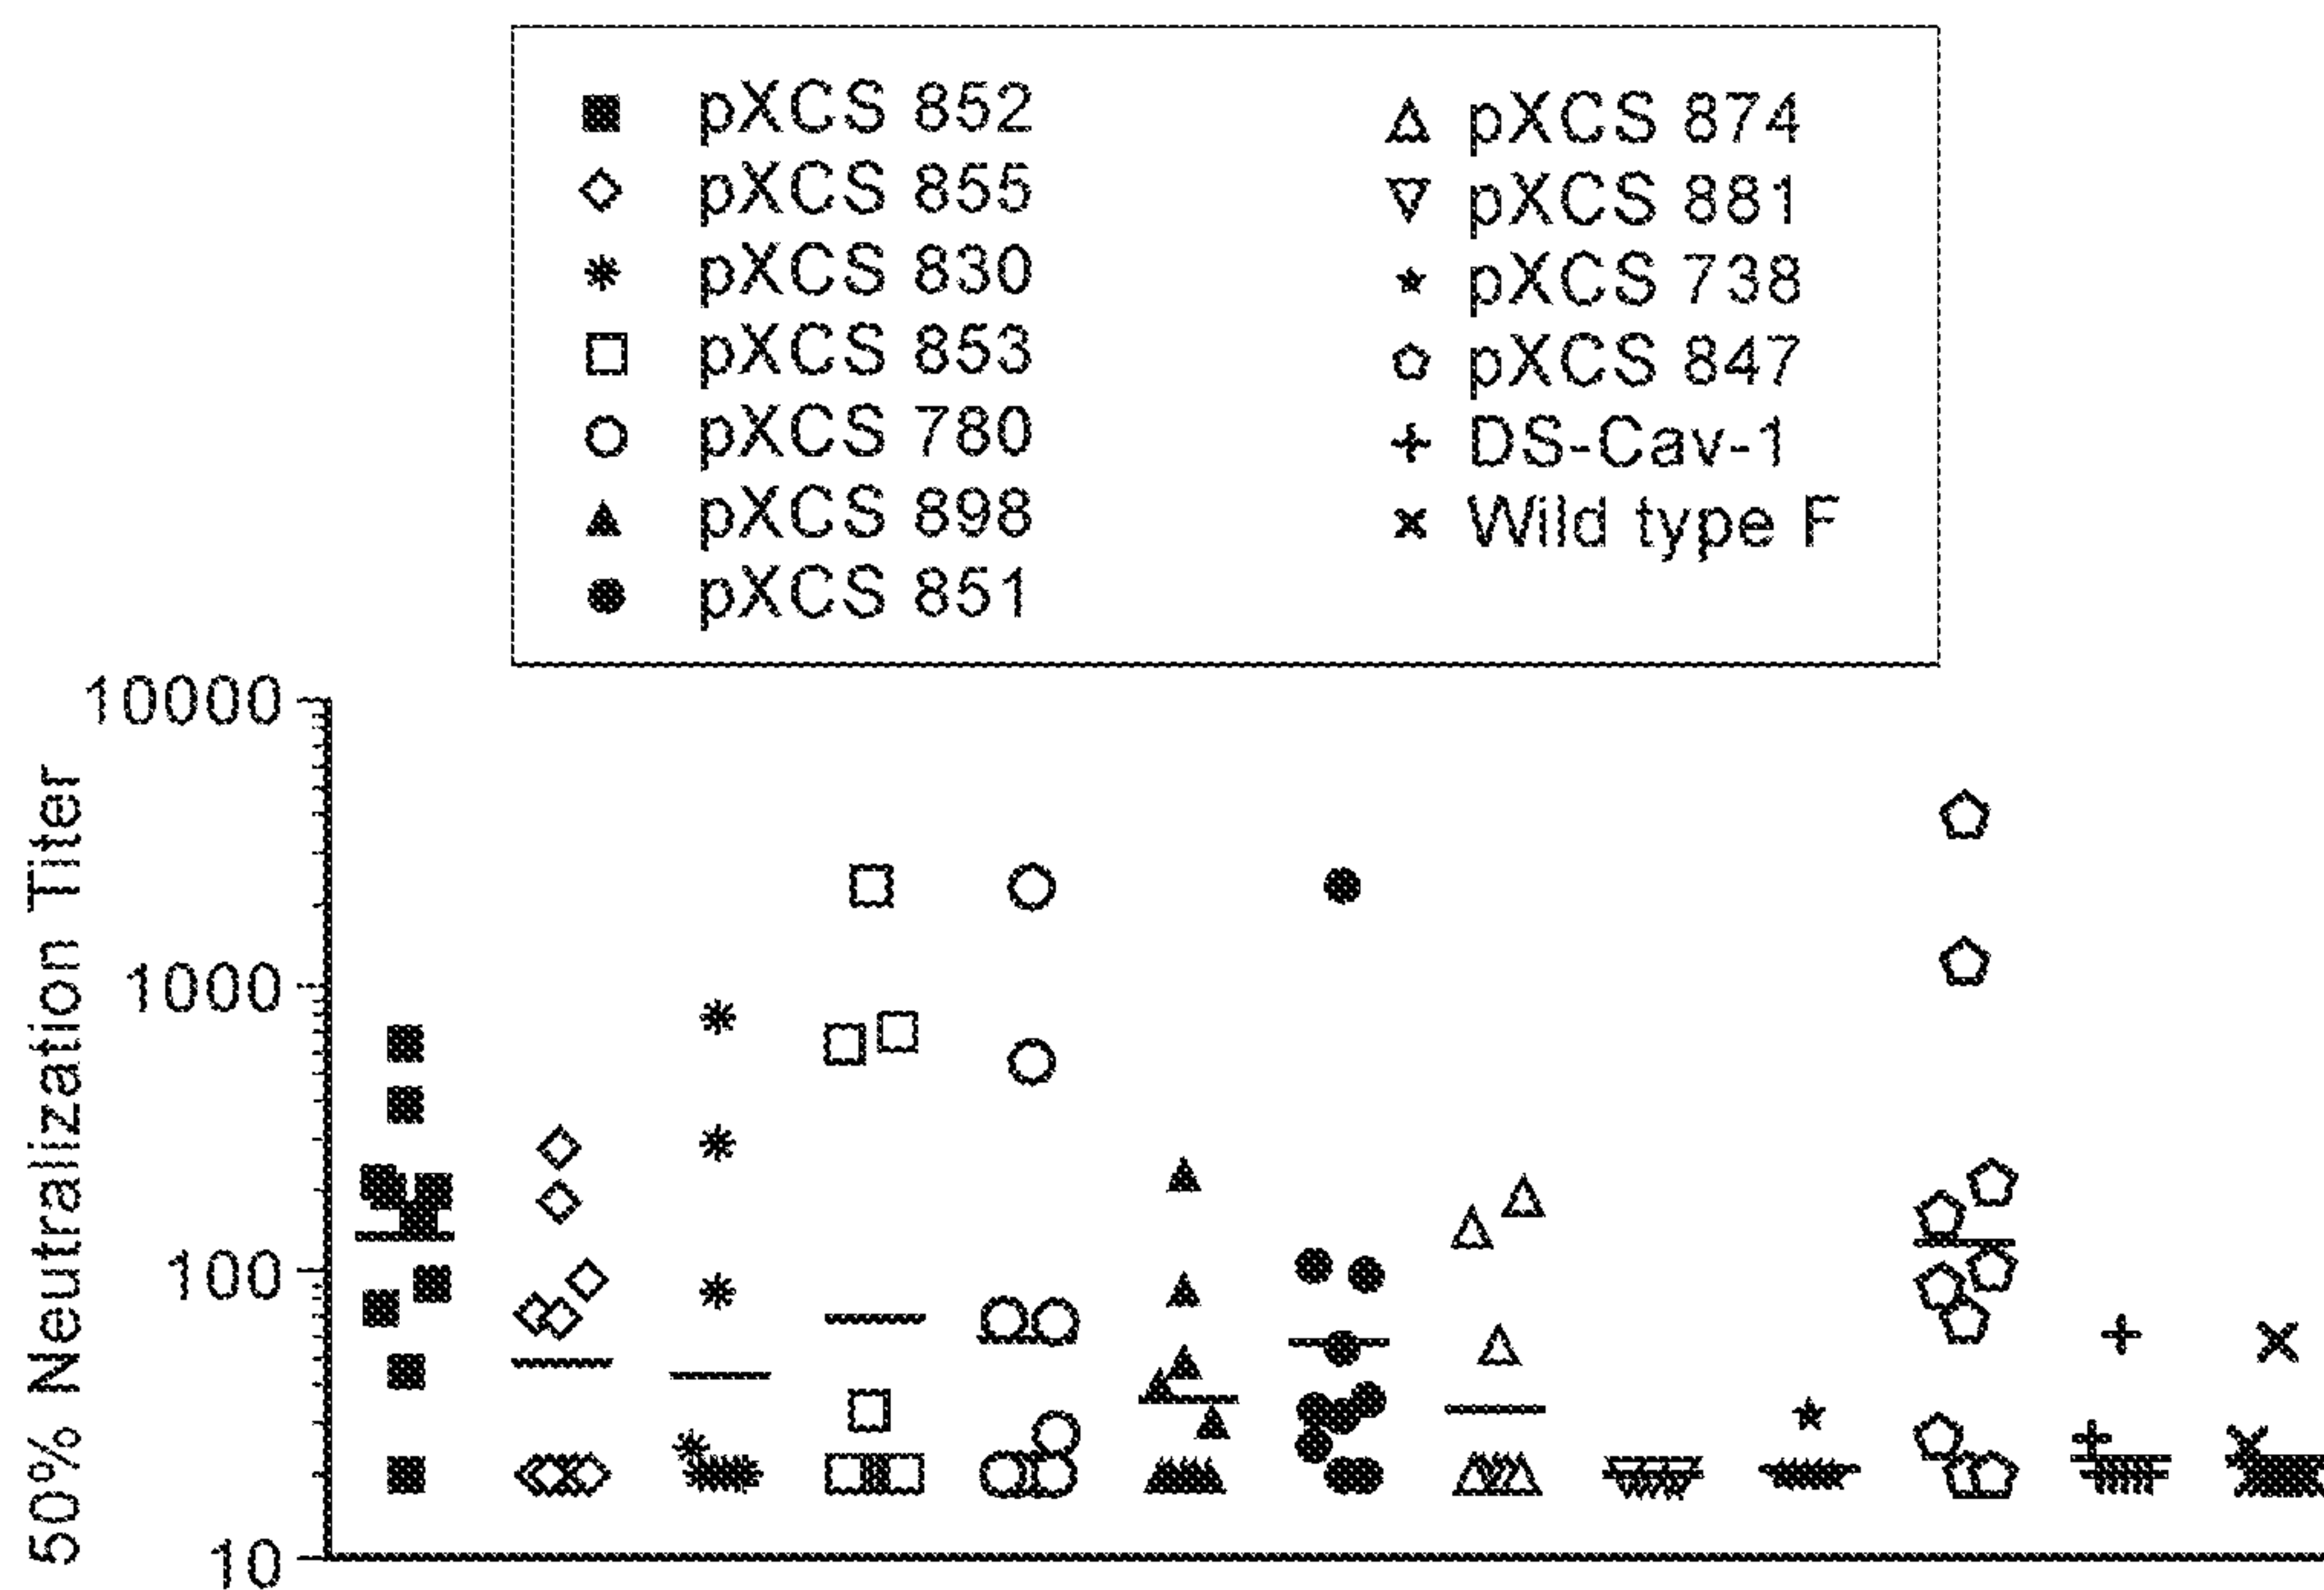 pXCS 852
pXCS 855
pXCS 830
pXCS 853
pXCS 780
pXCS 898
pXCS 851
pXCS 874
pXCS 881
pXCS 738
pXCS 847
DS-Cav-1
Wild type F
50% Neutralization Titer
10000
1000
100
10